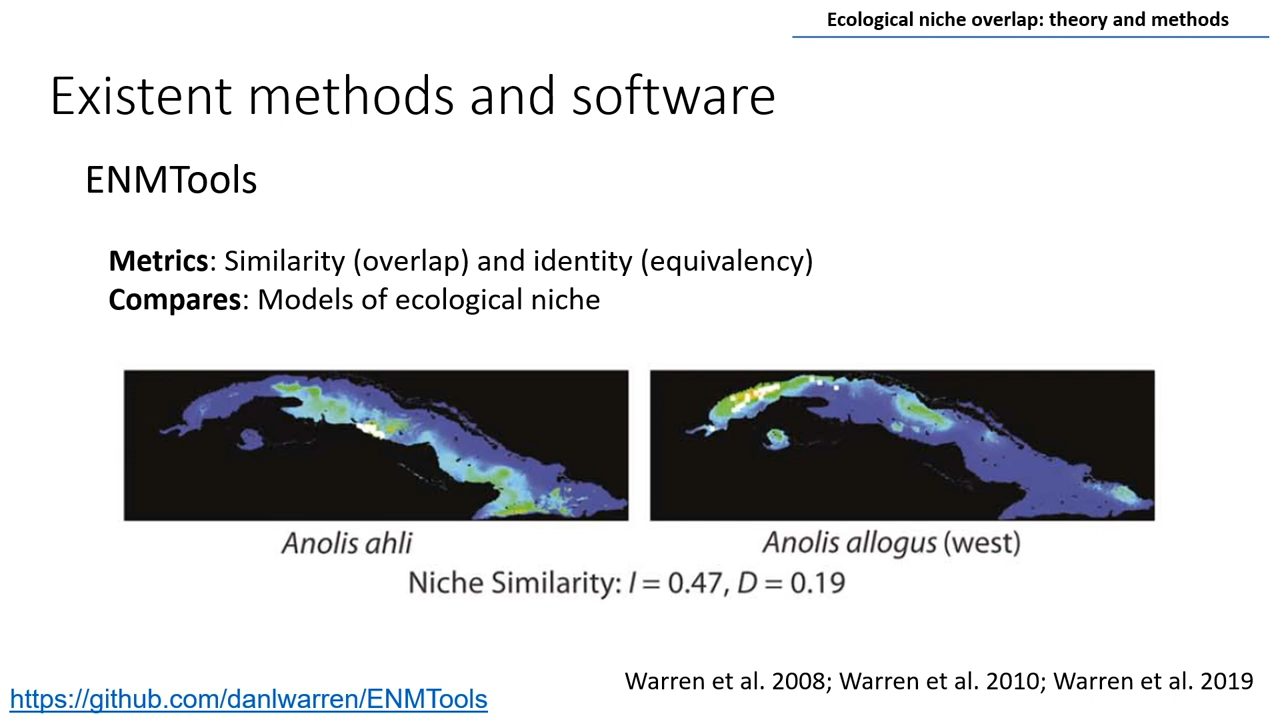 Ecological niche overlap: theory and methods
Existent methods and software
ENMTools
Metrics: Similarity (overlap) and identity (equivalency)
Compares: Models of ecological niche
Anolis ahli
Anolis allogus (west)
Niche Similarity: I = 0.47, D = 0.19
Warren et al. 2008; Warren et al. 2010; Warren et al. 2019
https://github.com/danlwarren/ENMTools